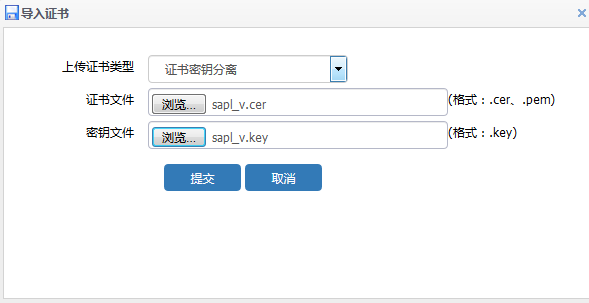 导入证书
上传证书类型 证书密钥分离
证书文件 浏览... sapl_v.cer (格式：.cer、.pem)
密钥文件 浏览... sapl_v.key (格式：.key)
提交 取消